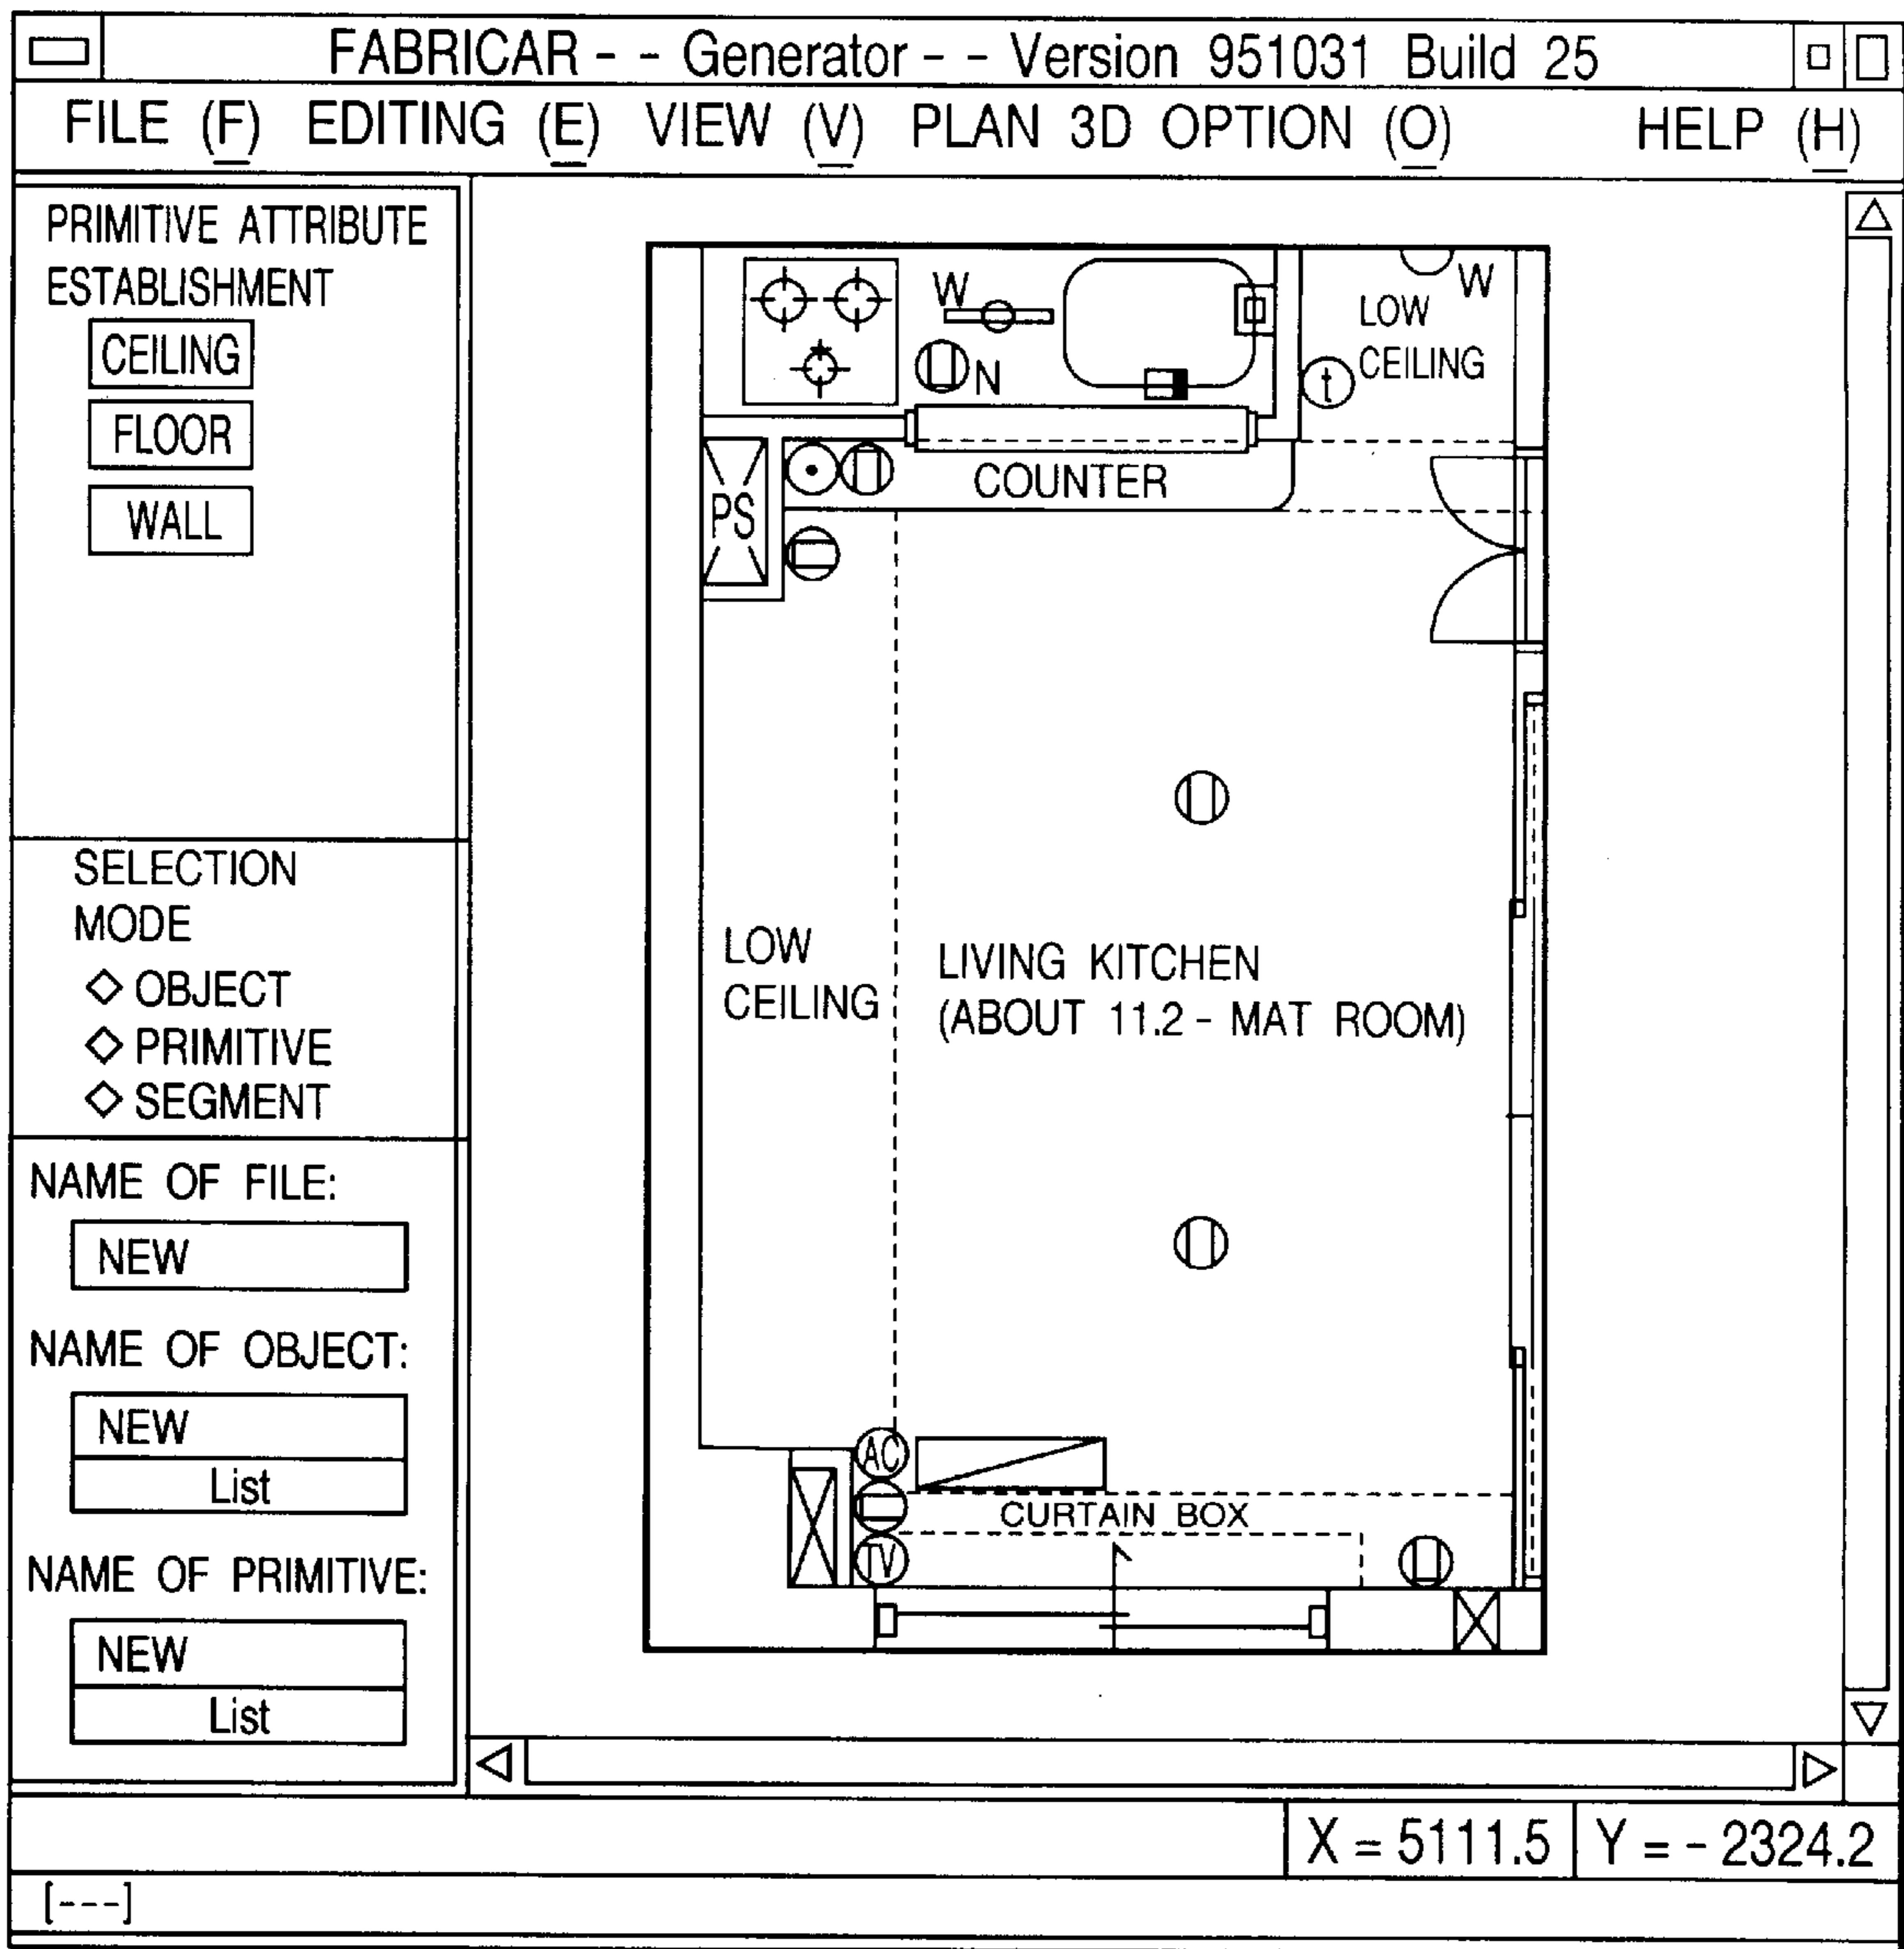 FABRICAR - - Generator - - Version 951031 Build 25
FILE (F) EDITING (E) VIEW (V) PLAN 3D OPTION (O) HELP (H)
PRIMITIVE ATTRIBUTE
ESTABLISHMENT
CEILING
FLOOR
WALL
SELECTION
MODE
◇ OBJECT
◇ PRIMITIVE
◇ SEGMENT
NAME OF FILE:
NEW
NAME OF OBJECT:
NEW
List
NAME OF PRIMITIVE:
NEW
List
W
N
W
LOW
CEILING
t
COUNTER
PS
LOW
CEILING
LIVING KITCHEN
(ABOUT 11.2 - MAT ROOM)
AC
CURTAIN BOX
TV
X = 5111.5
Y = - 2324.2
[---]